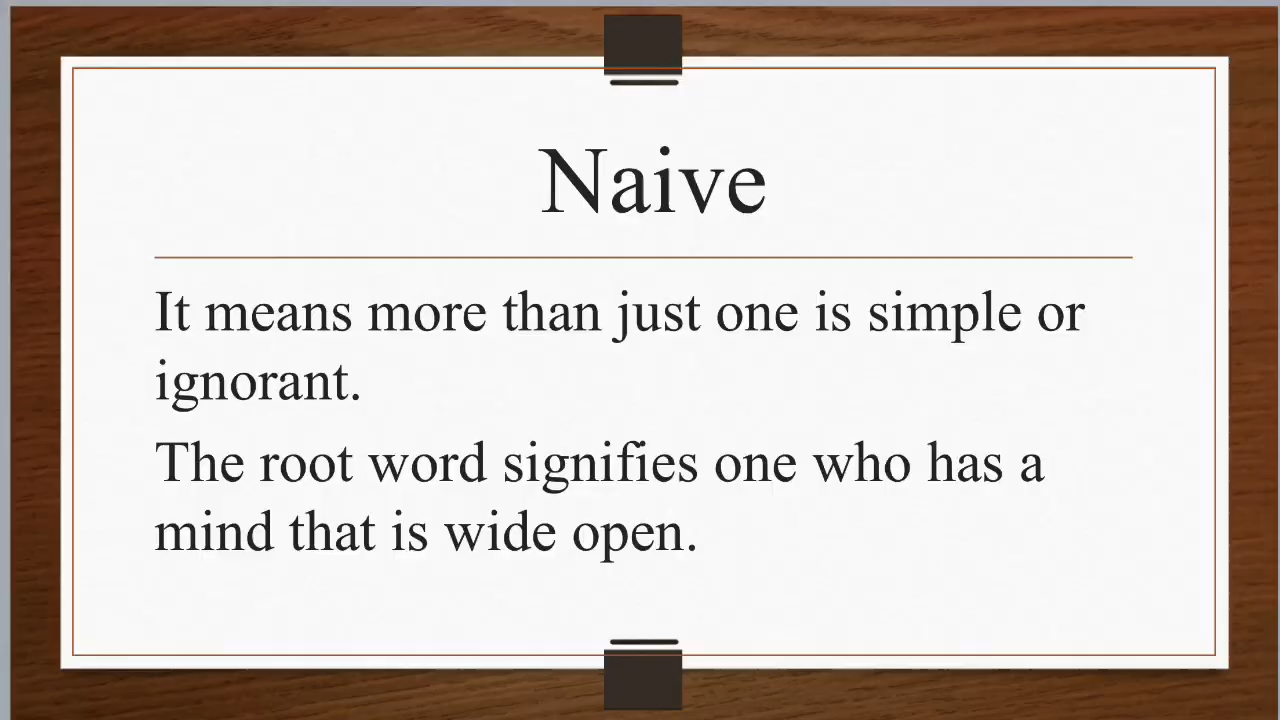 Naive
It means more than just one is simple or
ignorant.
The root word signifies one who has a
mind that is wide open.